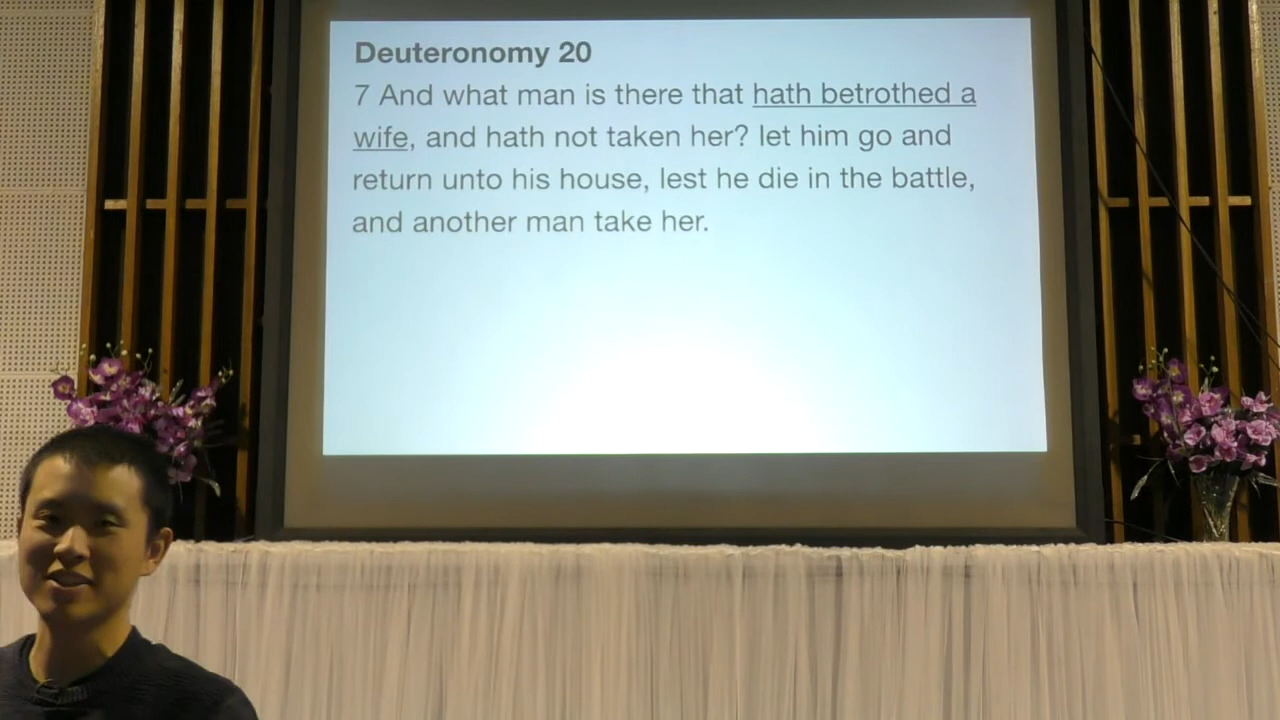 Deuteronomy 20
7 And what man is there that hath betrothed a
wife, and hath not taken her? let him go and
return unto his house, lest he die in the battle,
and another man take her.